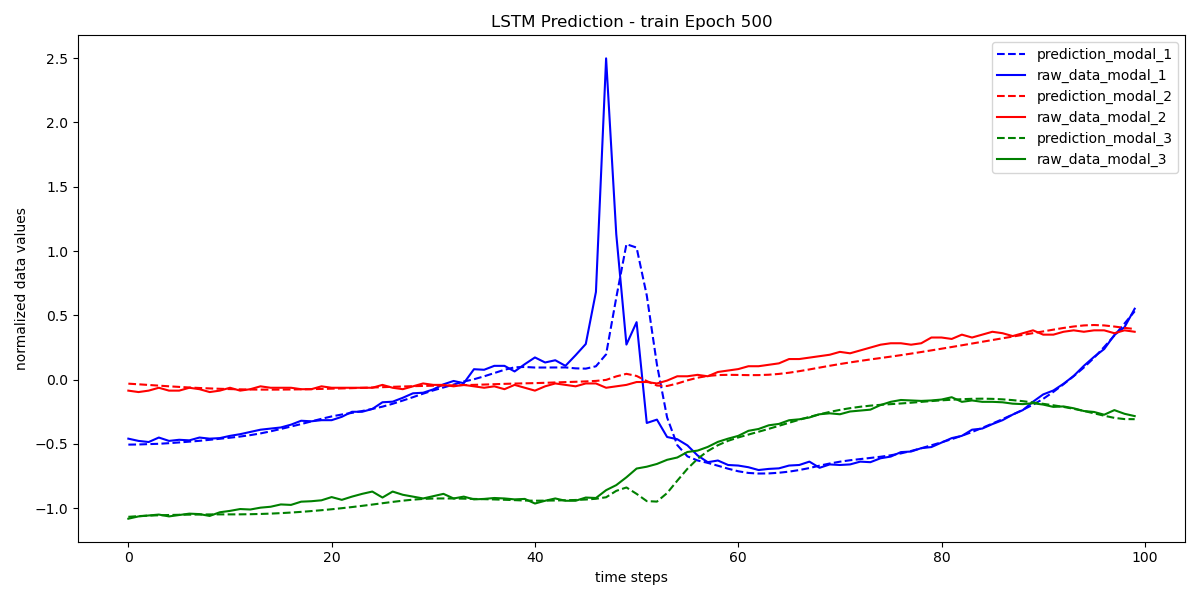 LSTM Prediction - train Epoch 500
prediction_modal_1
raw_data_modal_1
prediction_modal_2
raw_data_modal_2
prediction_modal_3
raw_data_modal_3
normalized data values
2.5
2.0
1.5
1.0
0.5
0.0
−0.5
−1.0
0 20 40 60 80 100
time steps